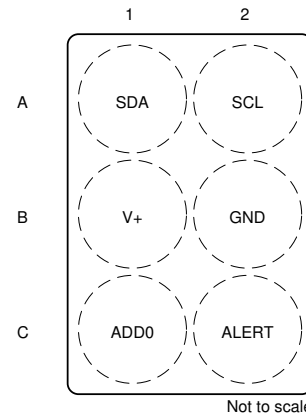 1 2
A SDA SCL
B V+ GND
C ADD0 ALERT
Not to scale